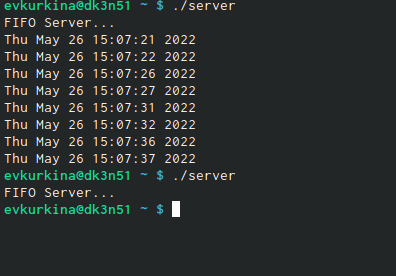 evkurkina@dk3n51 ~ $ ./server
FIFO Server...
Thu May 26 15:07:21 2022
Thu May 26 15:07:22 2022
Thu May 26 15:07:26 2022
Thu May 26 15:07:27 2022
Thu May 26 15:07:31 2022
Thu May 26 15:07:32 2022
Thu May 26 15:07:36 2022
Thu May 26 15:07:37 2022
evkurkina@dk3n51 ~ $ ./server
FIFO Server...
evkurkina@dk3n51 ~ $